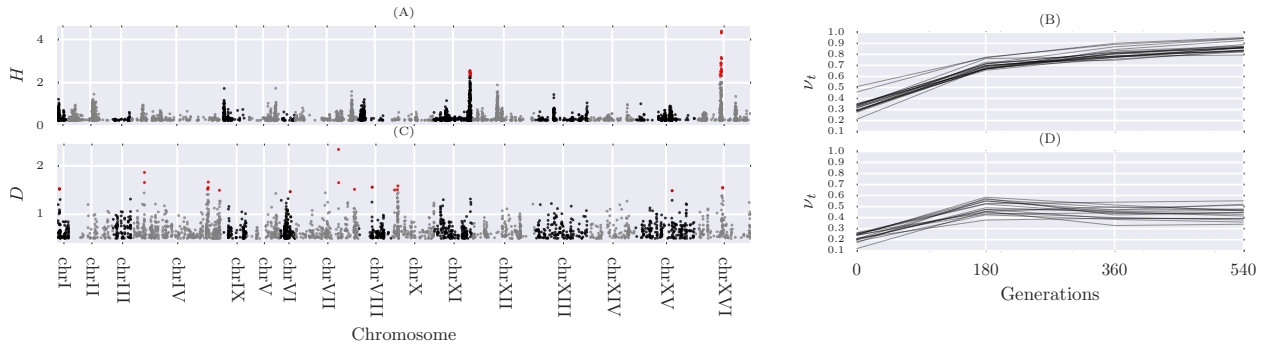 (A)
H
4
2
0
(C)
D
2
1
chrI
chrII
chrIII
chrIV
chrIX
chrV
chrVI
chrVII
chrVIII
chrX
chrXI
chrXII
chrXIII
chrXIV
chrXV
chrXVI
Chromosome
(B)
νt
1.0
0.9
0.8
0.7
0.6
0.5
0.4
0.3
0.2
0.1
(D)
νt
1.0
0.9
0.8
0.7
0.6
0.5
0.4
0.3
0.2
0.1
0 180 360 540
Generations